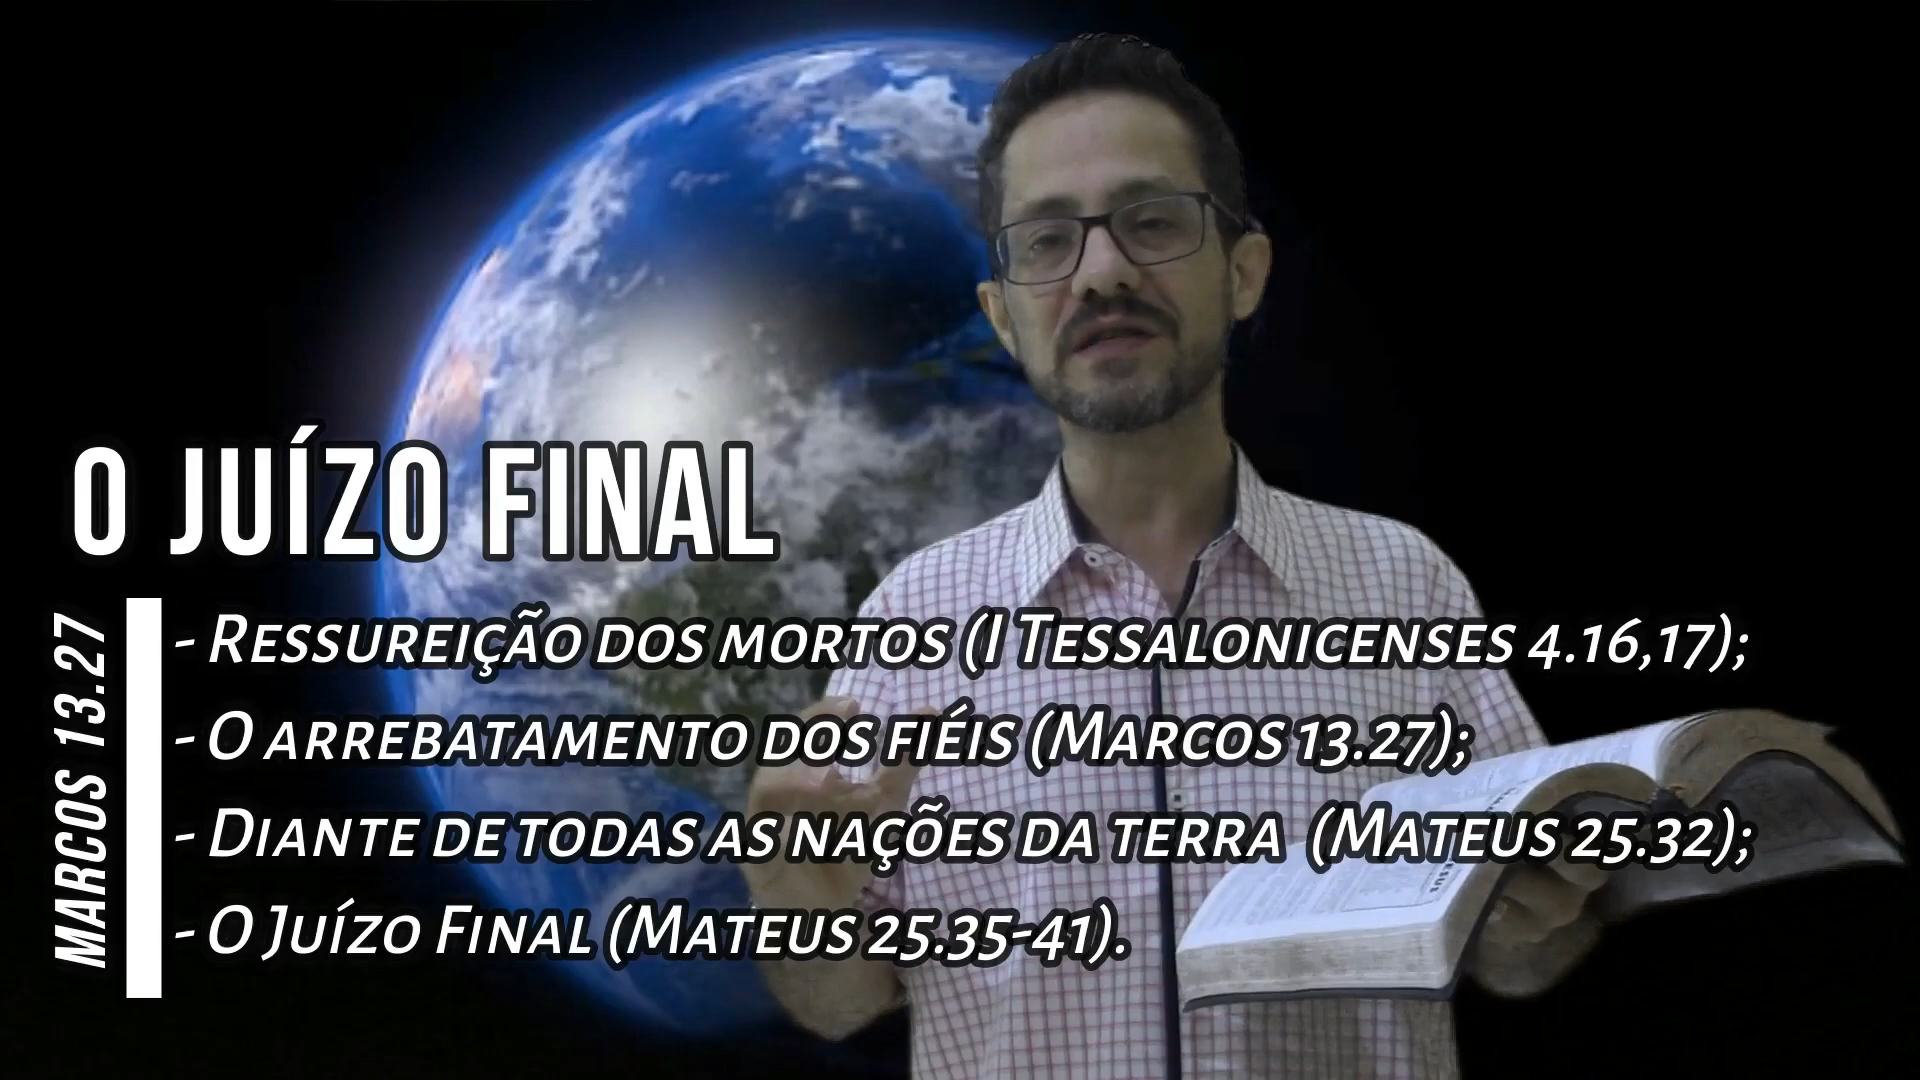 O JUÍZO FINAL
MARCOS 13.27
- RESSUREIÇÃO DOS MORTOS (I TESSALONICENSES 4.16,17);
- O ARREBATAMENTO DOS FIÉIS (MARCOS 13.27);
- DIANTE DE TODAS AS NAÇÕES DA TERRA (MATEUS 25.32);
- O JUÍZO FINAL (MATEUS 25.35-41).